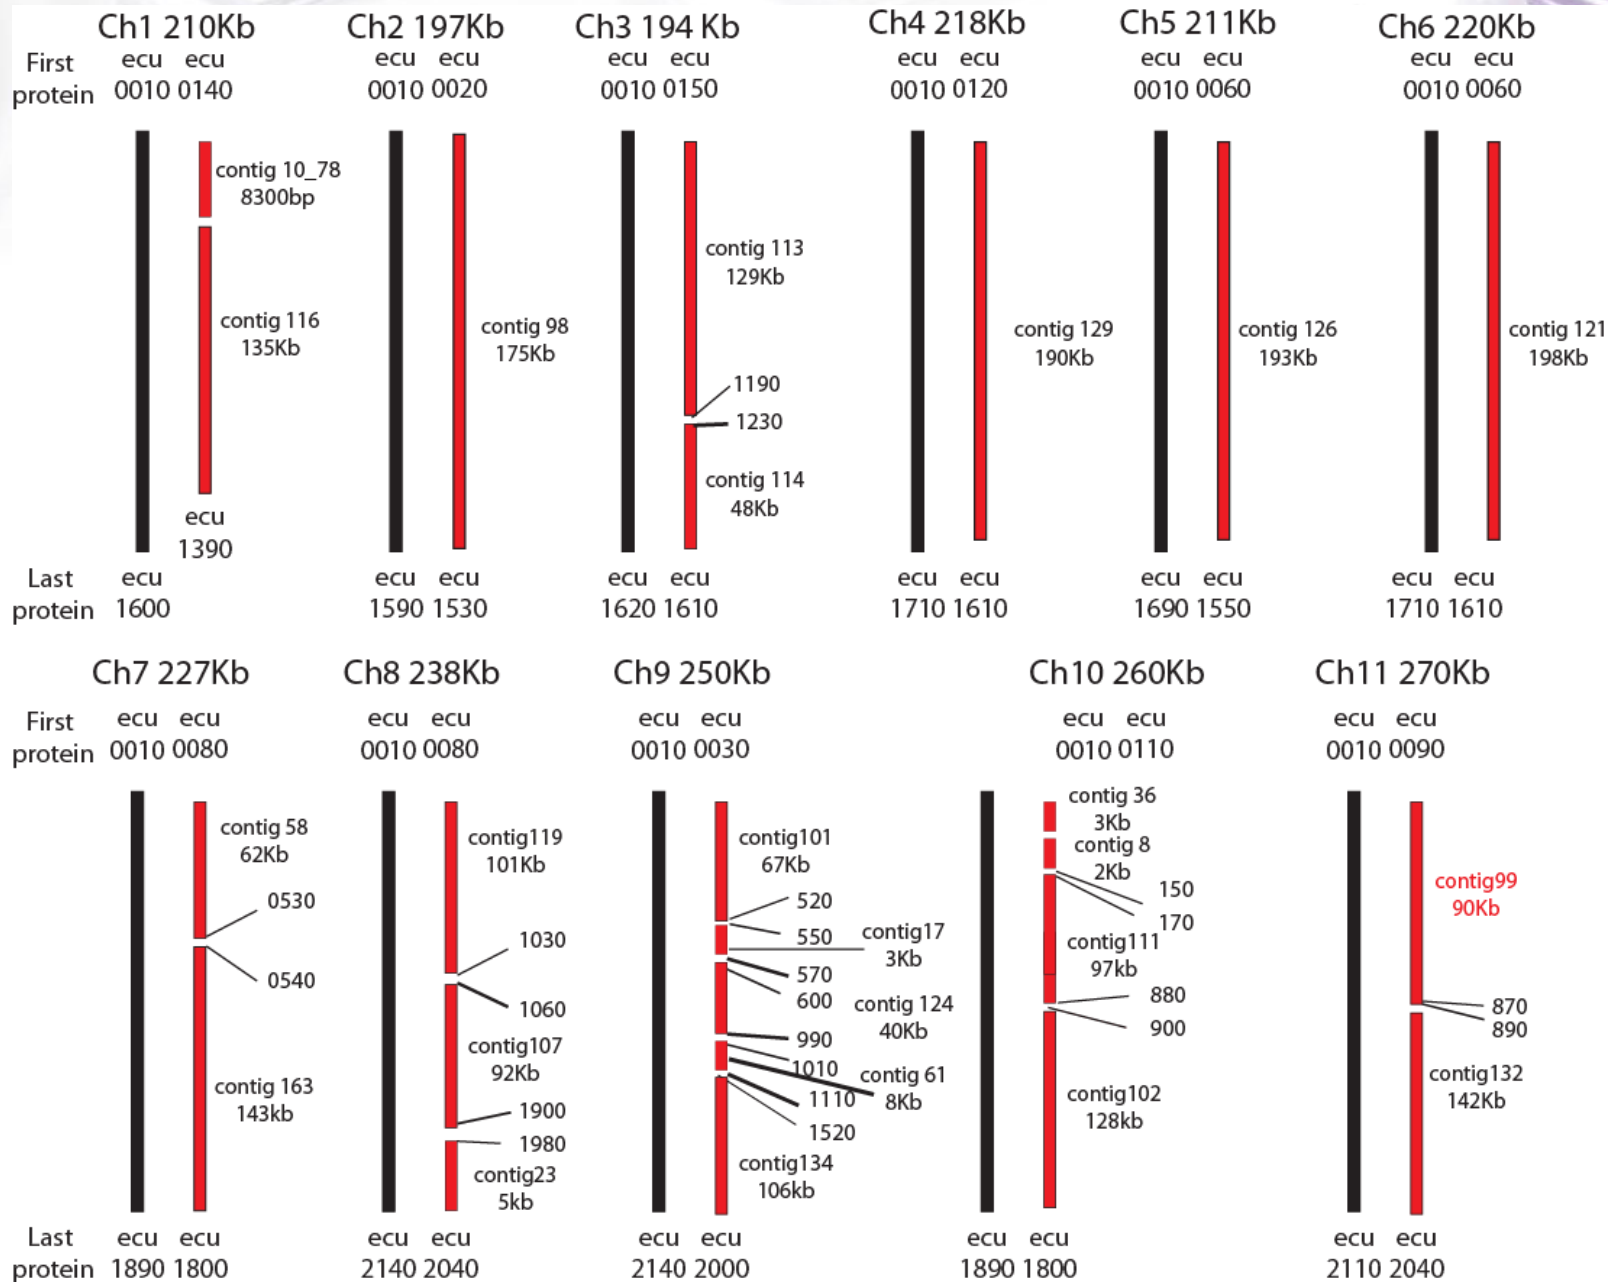 Ch1 210Kb
Ch2 197Kb
Ch3 194 Kb
Ch4 218Kb
Ch5 211Kb
Ch6 220Kb
First protein
ecu ecu
0010 0140
ecu ecu
0010 0020
ecu ecu
0010 0150
ecu ecu
0010 0120
ecu ecu
0010 0060
ecu ecu
0010 0060
contig 10_78
8300bp
contig 116
135Kb
ecu
1390
contig 98
175Kb
contig 113
129Kb
1190
1230
contig 114
48Kb
contig 129
190Kb
contig 126
193Kb
contig 121
198Kb
Last protein
ecu
1600
ecu ecu
1590 1530
ecu ecu
1620 1610
ecu ecu
1710 1610
ecu ecu
1690 1550
ecu ecu
1710 1610
Ch7 227Kb
Ch8 238Kb
Ch9 250Kb
Ch10 260Kb
Ch11 270Kb
First protein
ecu ecu
0010 0080
ecu ecu
0010 0080
ecu ecu
0010 0030
ecu ecu
0010 0110
ecu ecu
0010 0090
contig 58
62Kb
0530
0540
contig 163
143kb
contig119
101Kb
1030
1060
contig107
92Kb
1900
1980
contig23
5kb
contig101
67Kb
520
550
contig17
3Kb
570
600
contig 124
40Kb
990
1010
contig 61
8Kb
1110
1520
contig134
106kb
contig 36
3Kb
contig 8
2Kb
150
170
contig111
97kb
880
900
contig102
128kb
contig99
90Kb
870
890
contig132
142Kb
Last protein
ecu ecu
1890 1800
ecu ecu
2140 2040
ecu ecu
2140 2000
ecu ecu
1890 1800
ecu ecu
2110 2040